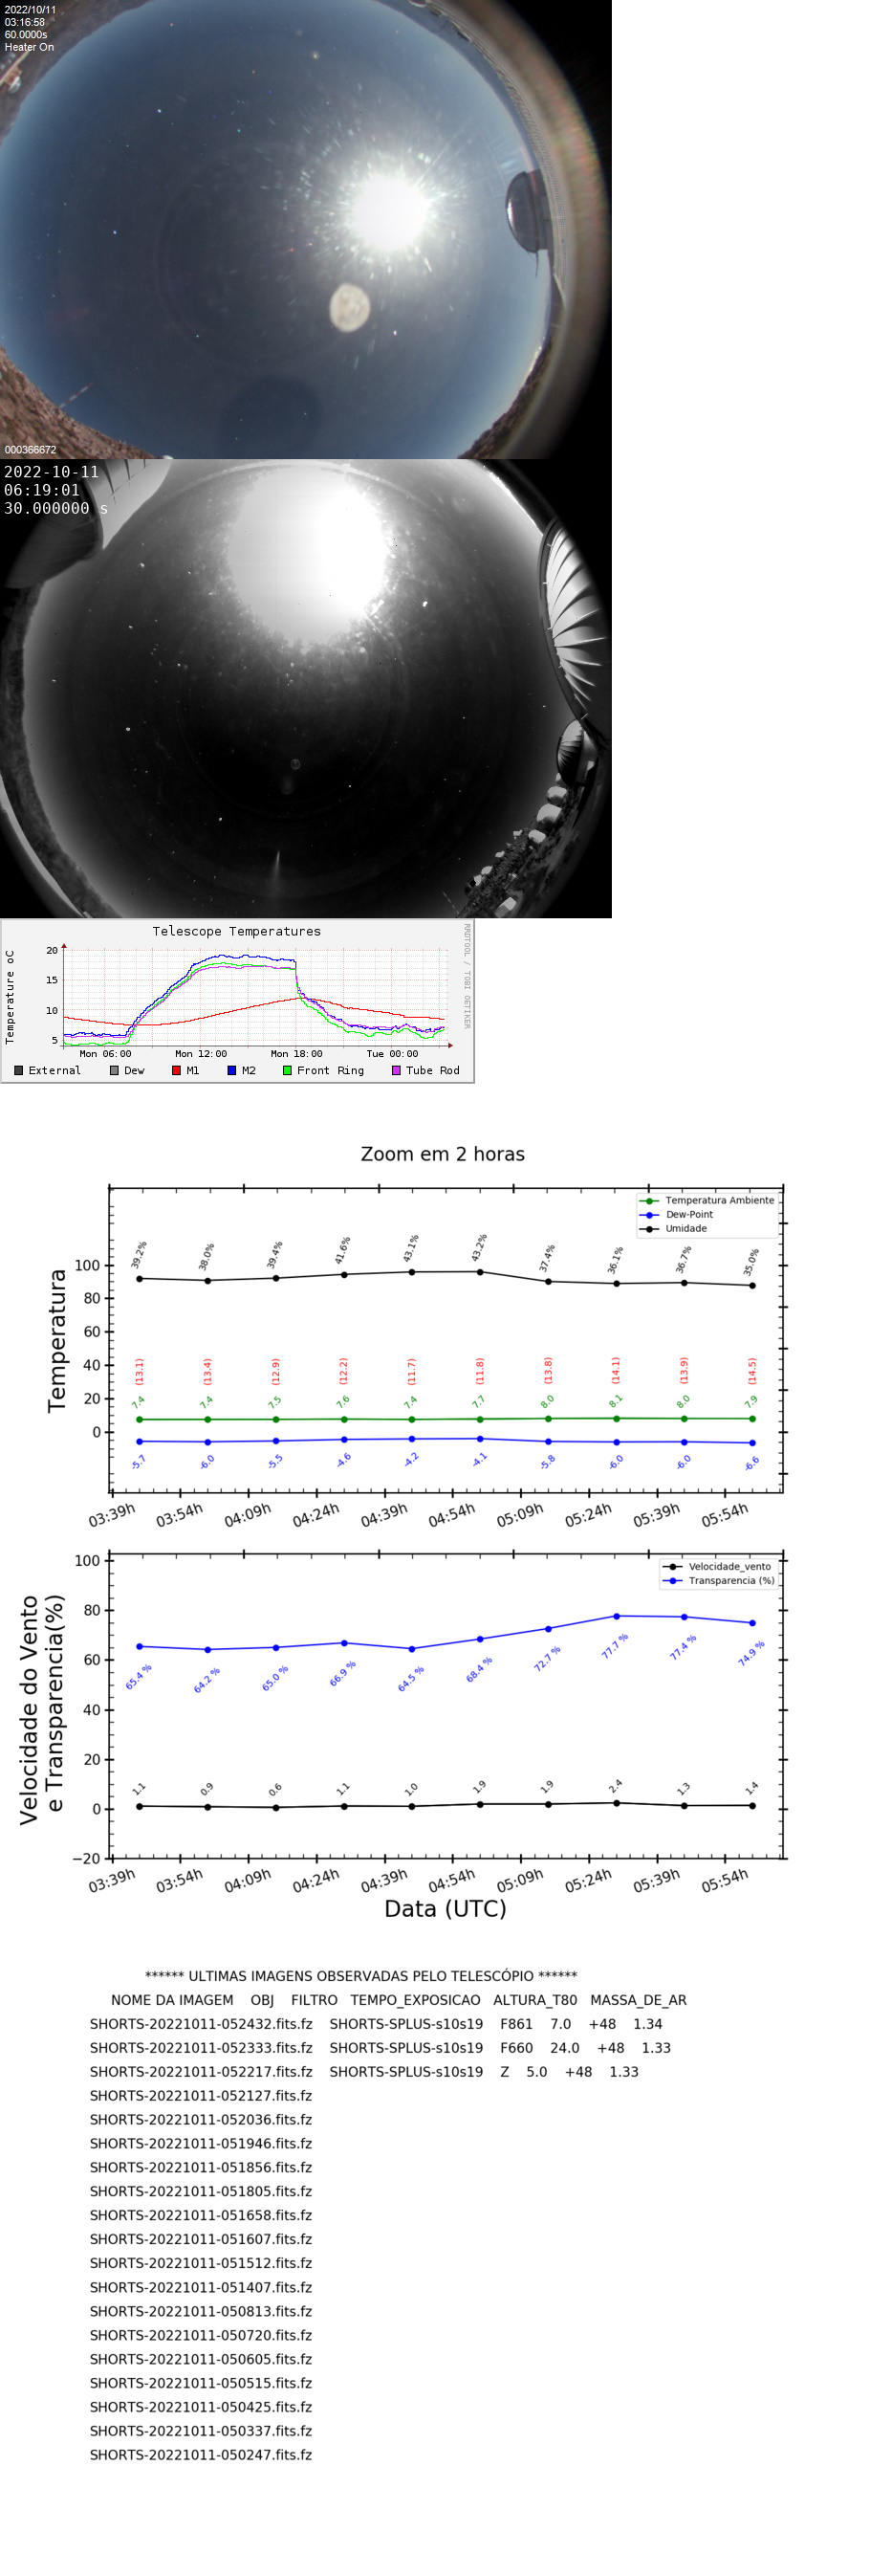 2022/10/11
03:16:58
60.0000s
Heater On
000366672
2022-10-11
06:19:01
30.000000 s
Telescope Temperatures
RRDTOOL / TOBI OETIKER
Temperature oC
20
15
10
5
Mon 06:00 Mon 12:00 Mon 18:00 Tue 00:00
External Dew M1 M2 Front Ring Tube Rod
Zoom em 2 horas
Temperatura Ambiente
Dew-Point
Umidade
Temperatura
100
80
60
40
20
0
39.2% 38.0% 39.4% 41.6% 43.1% 43.2% 37.4% 36.1% 36.7% 35.0%
(13.1) (13.4) (12.9) (12.2) (11.7) (11.8) (13.8) (14.1) (13.9) (14.5)
7.4 7.4 7.5 7.6 7.4 7.7 8.0 8.1 8.0 7.9
-5.7 -6.0 -5.5 -4.6 -4.2 -4.1 -5.8 -6.0 -6.0 -6.6
03:39h 03:54h 04:09h 04:24h 04:39h 04:54h 05:09h 05:24h 05:39h 05:54h
Velocidade_vento
Transparencia (%)
Velocidade do Vento
e Transparencia(%)
100
80
60
40
20
0
−20
65.4 % 64.2 % 65.0 % 66.9 % 64.5 % 68.4 % 72.7 % 77.7 % 77.4 % 74.9 %
1.1 0.9 0.6 1.1 1.0 1.9 1.9 2.4 1.3 1.4
03:39h 03:54h 04:09h 04:24h 04:39h 04:54h 05:09h 05:24h 05:39h 05:54h
Data (UTC)
****** ULTIMAS IMAGENS OBSERVADAS PELO TELESCÓPIO ******
NOME DA IMAGEM OBJ FILTRO TEMPO_EXPOSICAO ALTURA_T80 MASSA_DE_AR
SHORTS-20221011-052432.fits.fz SHORTS-SPLUS-s10s19 F861 7.0 +48 1.34
SHORTS-20221011-052333.fits.fz SHORTS-SPLUS-s10s19 F660 24.0 +48 1.33
SHORTS-20221011-052217.fits.fz SHORTS-SPLUS-s10s19 Z 5.0 +48 1.33
SHORTS-20221011-052127.fits.fz
SHORTS-20221011-052036.fits.fz
SHORTS-20221011-051946.fits.fz
SHORTS-20221011-051856.fits.fz
SHORTS-20221011-051805.fits.fz
SHORTS-20221011-051658.fits.fz
SHORTS-20221011-051607.fits.fz
SHORTS-20221011-051512.fits.fz
SHORTS-20221011-051407.fits.fz
SHORTS-20221011-050813.fits.fz
SHORTS-20221011-050720.fits.fz
SHORTS-20221011-050605.fits.fz
SHORTS-20221011-050515.fits.fz
SHORTS-20221011-050425.fits.fz
SHORTS-20221011-050337.fits.fz
SHORTS-20221011-050247.fits.fz